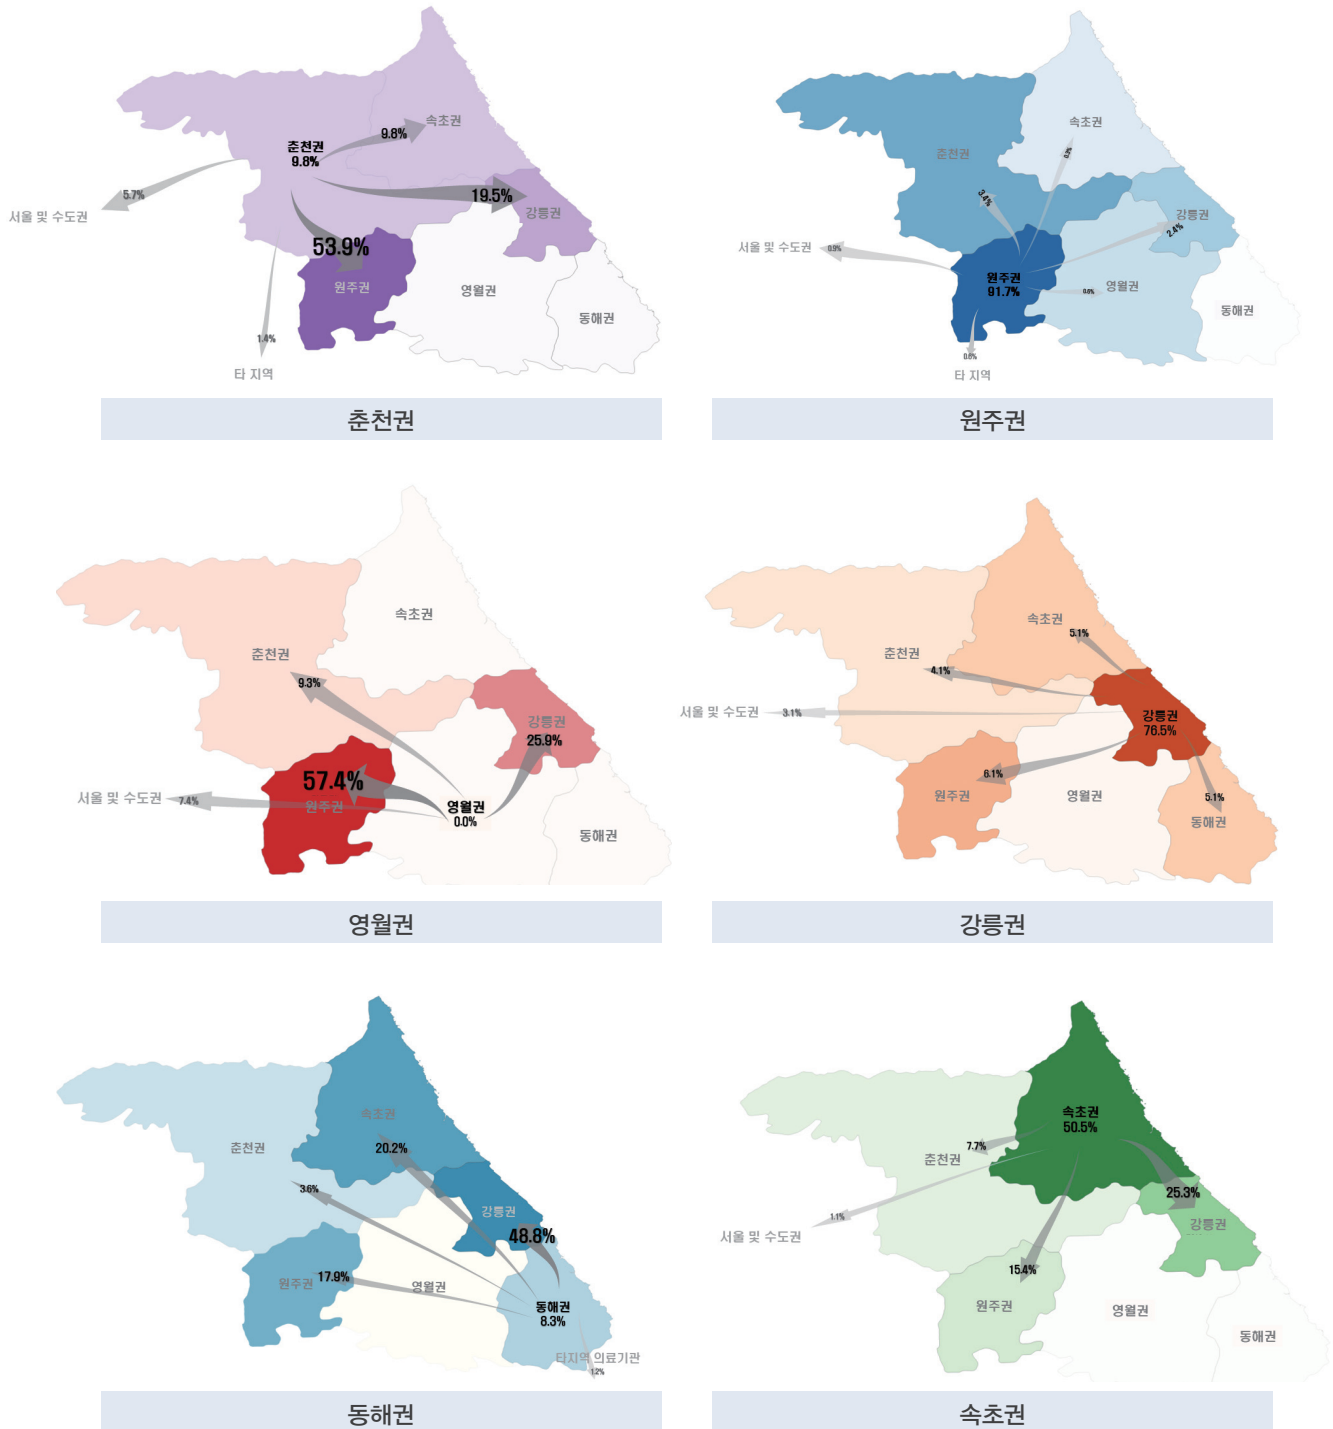 춘천권
9.8%
9.8%
속초권
5.7%
서울 및 수도권
19.5%
강릉권
53.9%
원주권
영월권
동해권
1.4%
타 지역
춘천권
속초권
춘천권
3.4%
0.3%
강릉권
2.4%
서울 및 수도권
0.9%
원주권
91.7%
0.6%
영월권
동해권
0.6%
타 지역
원주권
속초권
춘천권
9.3%
강릉권
25.9%
57.4%
원주권
서울 및 수도권
7.4%
영월권
0.0%
동해권
영월권
속초권
5.1%
춘천권
4.1%
서울 및 수도권
3.1%
강릉권
76.5%
6.1%
원주권
영월권
5.1%
동해권
강릉권
속초권
20.2%
춘천권
3.6%
강릉권
48.8%
원주권
17.9%
영월권
동해권
8.3%
타지역 의료기관
1.2%
동해권
속초권
50.5%
7.7%
춘천권
1.1%
서울 및 수도권
25.3%
강릉권
15.4%
원주권
영월권
동해권
속초권